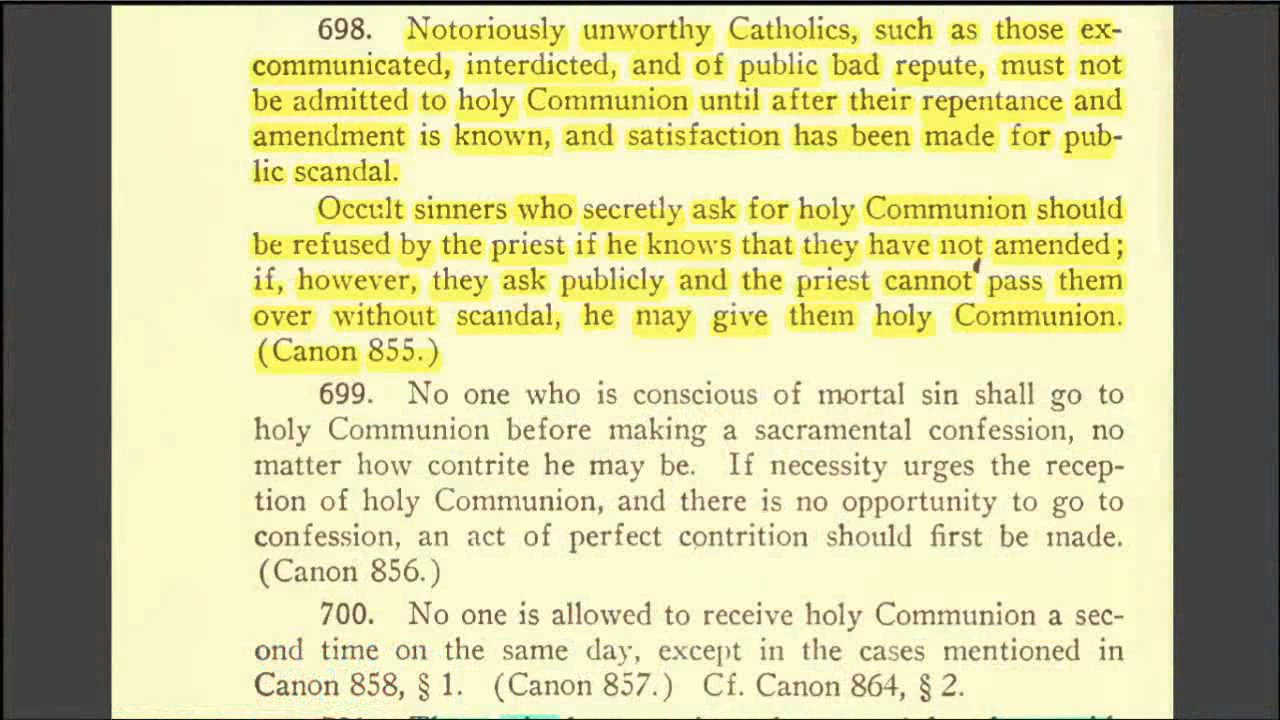 698. Notoriously unworthy Catholics, such as those ex-
communicated, interdicted, and of public bad repute, must not
be admitted to holy Communion until after their repentance and
amendment is known, and satisfaction has been made for pub-
lic scandal.
Occult sinners who secretly ask for holy Communion should
be refused by the priest if he knows that they have not amended;
if, however, they ask publicly and the priest cannot pass them
over without scandal, he may give them holy Communion.
(Canon 855.)
699. No one who is conscious of mortal sin shall go to
holy Communion before making a sacramental confession, no
matter how contrite he may be. If necessity urges the recep-
tion of holy Communion, and there is no opportunity to go to
confession, an act of perfect contrition should first be made.
(Canon 856.)
700. No one is allowed to receive holy Communion a sec-
ond time on the same day, except in the cases mentioned in
Canon 858, § 1. (Canon 857.) Cf. Canon 864, § 2.